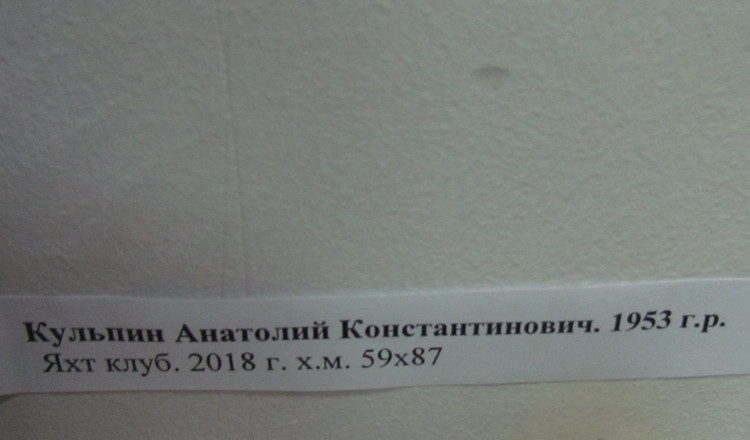 Кульпин Анатолий Константинович. 1953 г.р.
Яхт клуб. 2018 г. х.м. 59х87